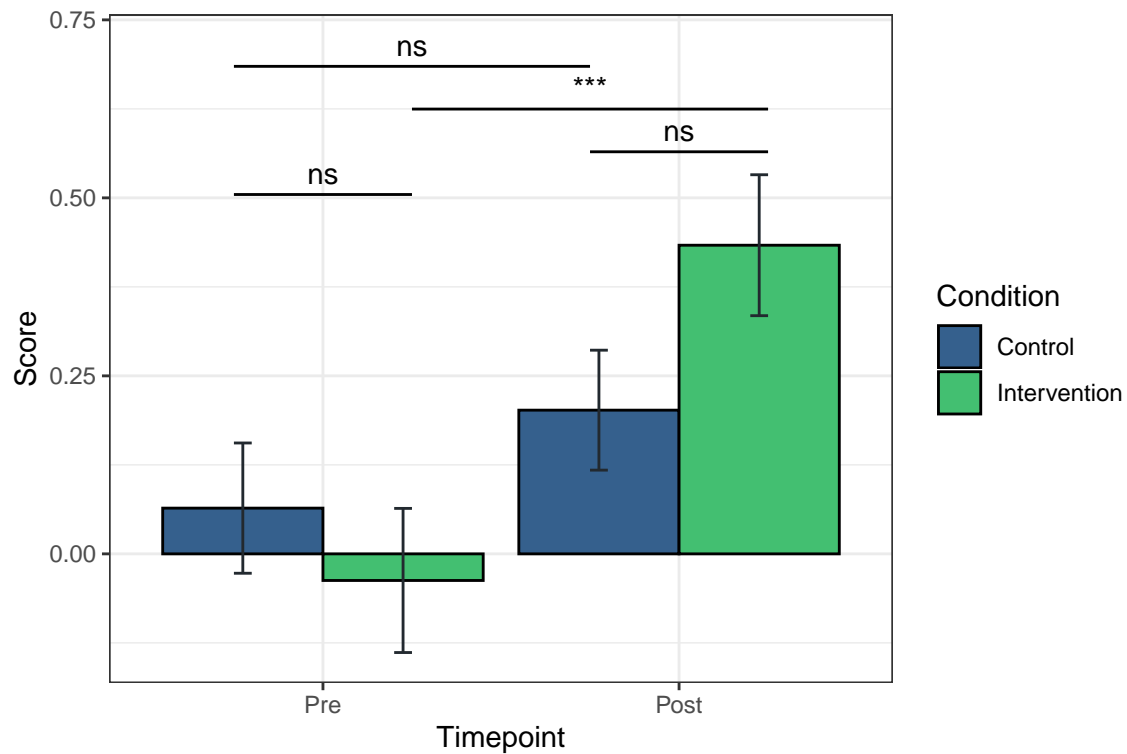 0.75
0.50
0.25
0.00
Score
ns
***
ns
ns
Pre
Post
Timepoint
Condition
Control
Intervention